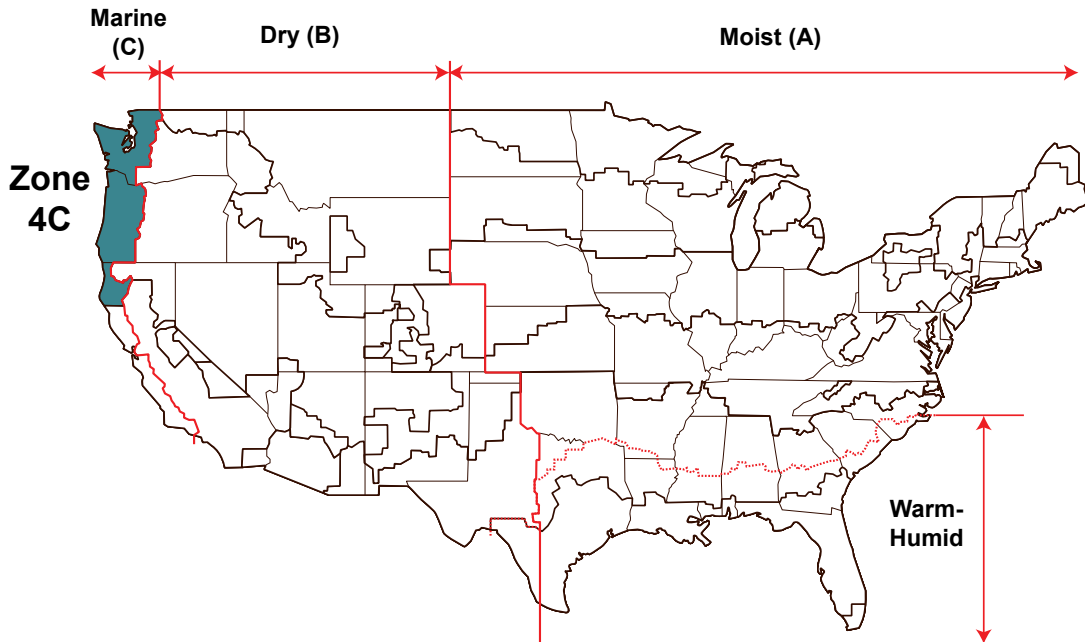 Marine
(C)
Dry (B)
Moist (A)
Zone
4C
Warm-
Humid